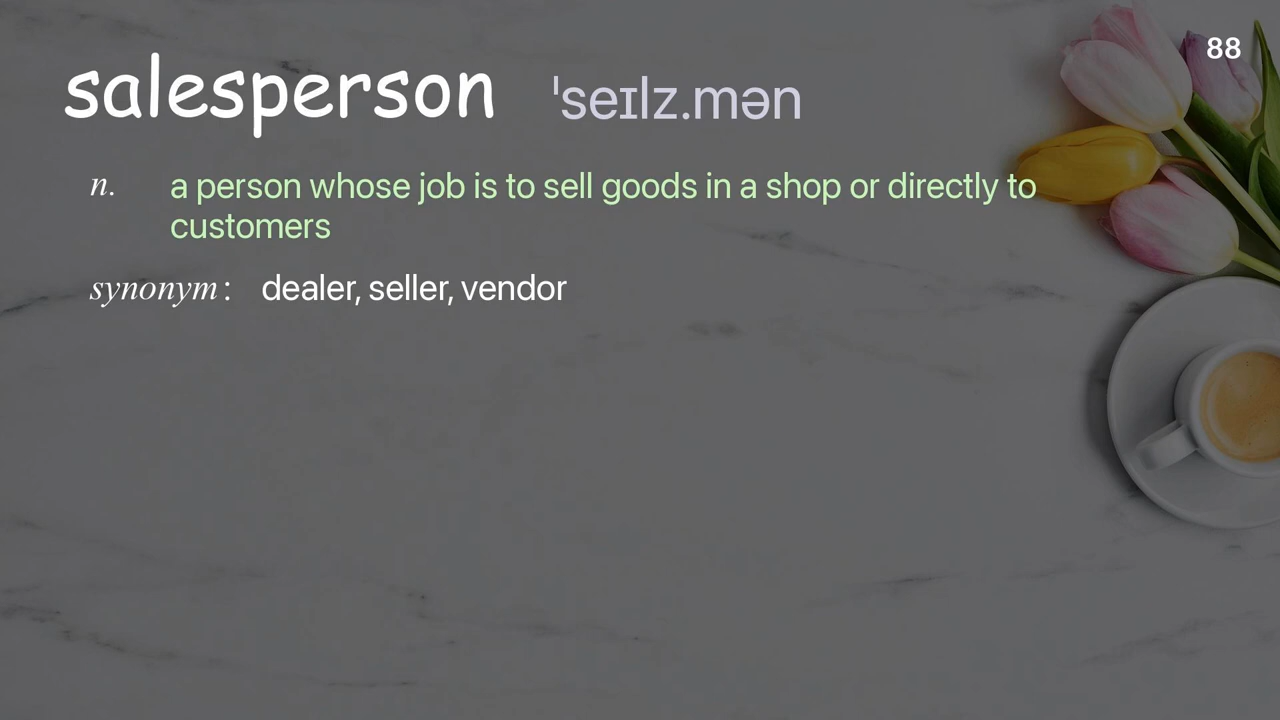 88
salesperson ˈseɪlz.mən
n. a person whose job is to sell goods in a shop or directly to
customers
synonym: dealer, seller, vendor